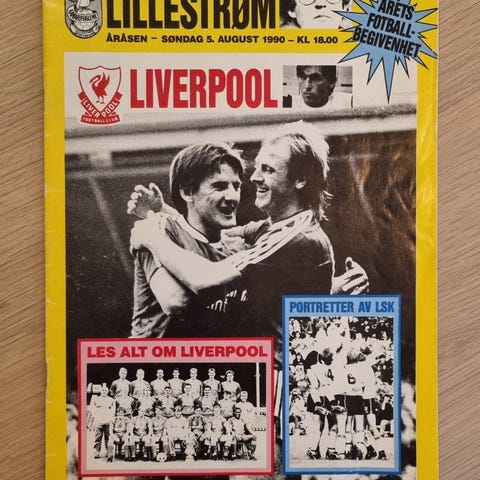 LILLESTRØM
ÅRÅSEN – SØNDAG 5. AUGUST 1990 – KL 18.00
ÅRETS
FOTBALL-
BEGIVENHET
LIVERPOOL
LIVERPOOL
FOOTBALL CLUB
LES ALT OM LIVERPOOL
PORTRETTER AV LSK